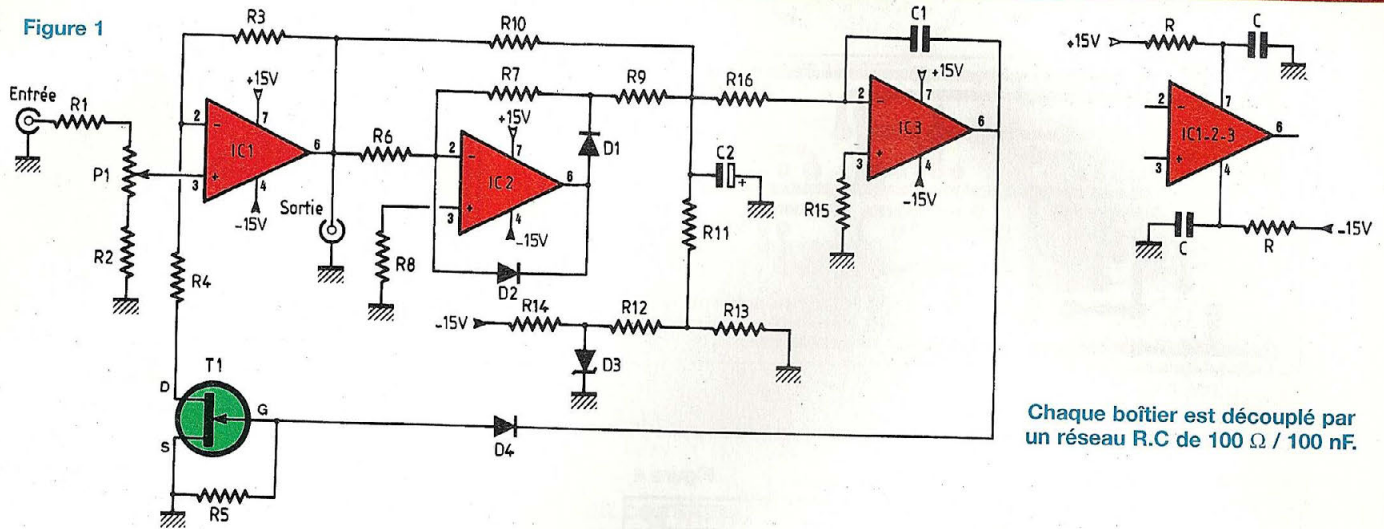 Figure 1
Entrée
R1
P1
R2
R3
2
-
+15V
7
IC1
6
3
+
4
-15V
Sortie
R4
T1
D
G
S
R5
R10
R6
R7
2
-
+15V
7
IC2
6
3
+
4
-15V
R8
D1
D2
R9
R16
C2
+
R11
-15V
R14
R12
R13
D3
D4
C1
2
-
+15V
7
IC3
6
3
+
4
-15V
R15
+15V
R
C
2
-
7
IC1-2-3
6
3
+
4
C
R
-15V
Chaque boîtier est découplé par
un réseau R.C de 100 Ω / 100 nF.